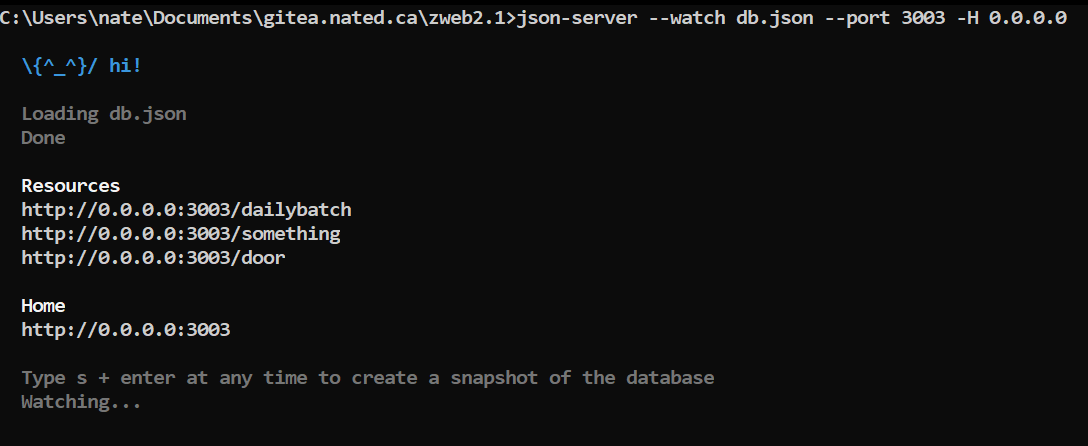 C:\Users\nate\Documents\gitea.nated.ca\zweb2.1>json-server --watch db.json --port 3003 -H 0.0.0.0
\{^_^}/ hi!
Loading db.json
Done
Resources
http://0.0.0.0:3003/dailybatch
http://0.0.0.0:3003/something
http://0.0.0.0:3003/door
Home
http://0.0.0.0:3003
Type s + enter at any time to create a snapshot of the database
Watching...